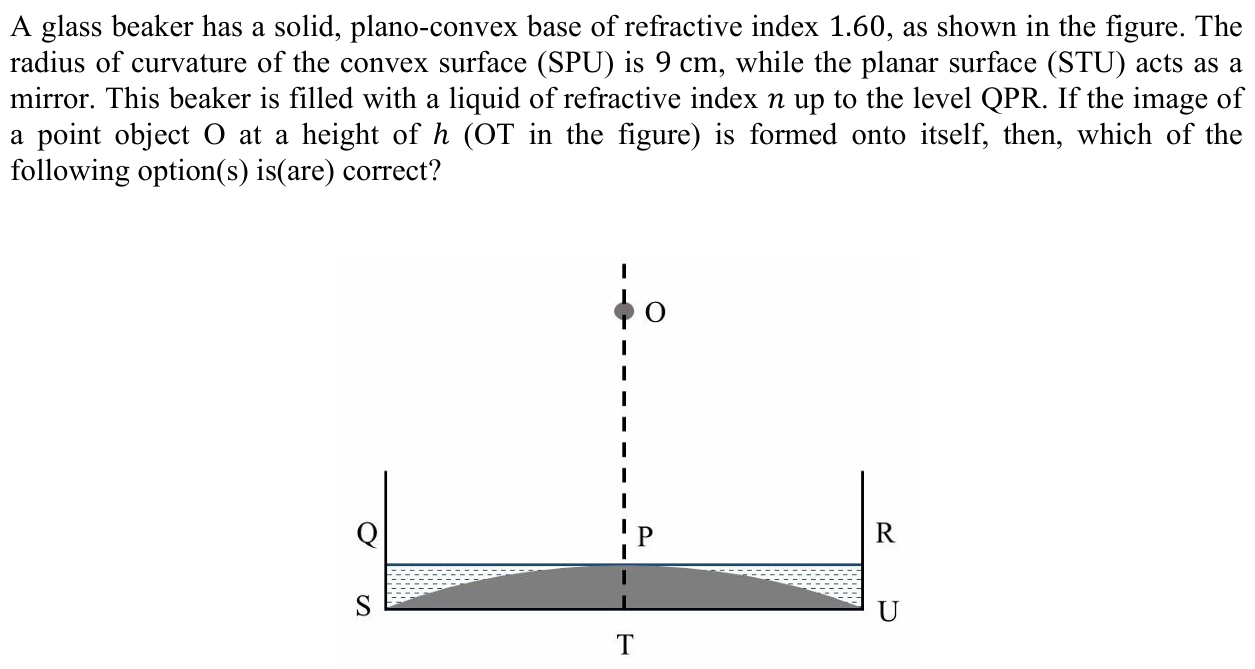 A glass beaker has a solid, plano-convex base of refractive index 1.60, as shown in the figure. The
radius of curvature of the convex surface (SPU) is 9 cm, while the planar surface (STU) acts as a
mirror. This beaker is filled with a liquid of refractive index n up to the level QPR. If the image of
a point object O at a height of h (OT in the figure) is formed onto itself, then, which of the
following option(s) is(are) correct?
O
Q
P
R
S
U
T